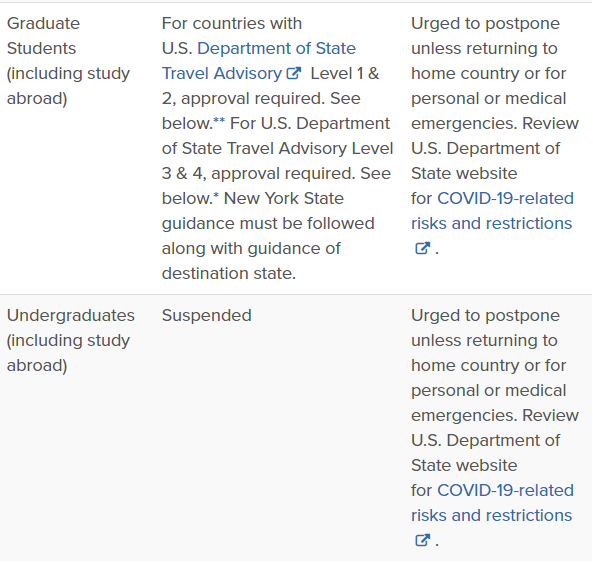 Graduate
Students
(including study
abroad)
For countries with
U.S. Department of State
Travel Advisory Level 1 &
2, approval required. See
below.** For U.S. Department
of State Travel Advisory Level
3 & 4, approval required. See
below.* New York State
guidance must be followed
along with guidance of
destination state.
Urged to postpone
unless returning to
home country or for
personal or medical
emergencies. Review
U.S. Department of
State website
for COVID-19-related
risks and restrictions
.
Undergraduates
(including study
abroad)
Suspended
Urged to postpone
unless returning to
home country or for
personal or medical
emergencies. Review
U.S. Department of
State website
for COVID-19-related
risks and restrictions
.